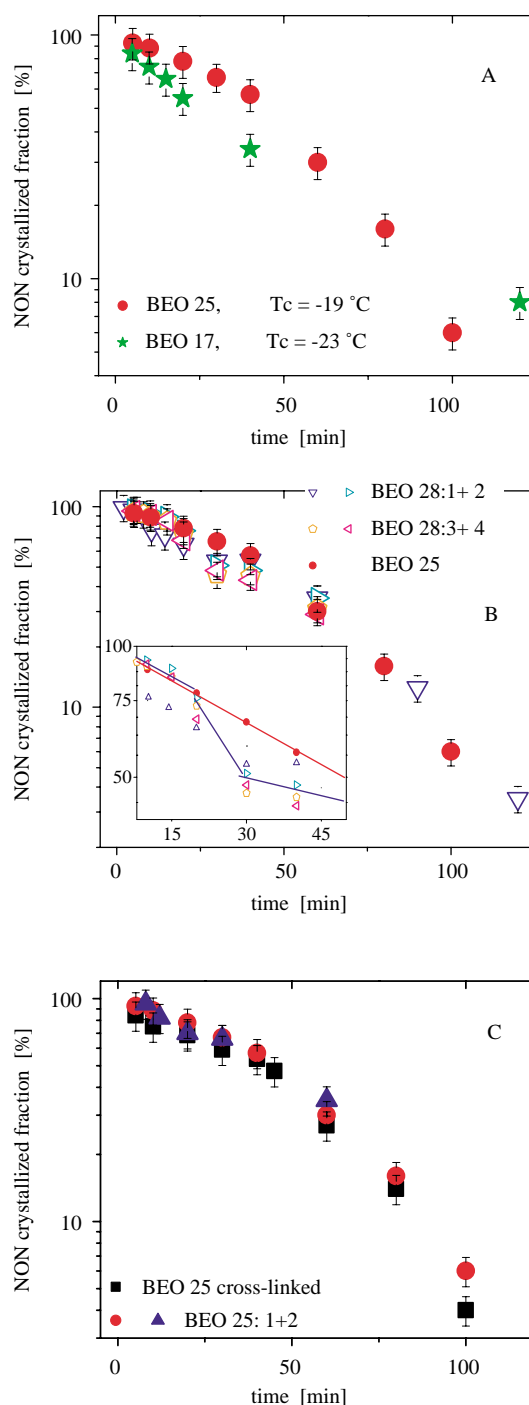 100
A
NON crystallized fraction [%]
10
BEO 25, Tc = -19 ˚C
BEO 17, Tc = -23 ˚C
0 50 100
time [min]
100
BEO 28:1+ 2
BEO 28:3+ 4
BEO 25
B
NON crystallized fraction [%]
100
75
50
15 30 45
10
0 50 100
time [min]
100
C
NON crystallized fraction [%]
10
BEO 25 cross-linked
BEO 25: 1+2
0 50 100
time [min]